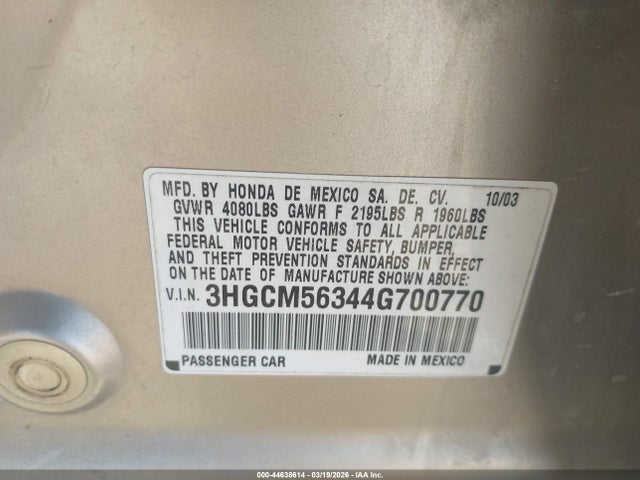 MFD. BY HONDA DE MEXICO SA. DE. CV. 10/03
GVWR 4080LBS GAWR F 2195LBS R 1960LBS
THIS VEHICLE CONFORMS TO ALL APPLICABLE
FEDERAL MOTOR VEHICLE SAFETY, BUMPER,
AND THEFT PREVENTION STANDARDS IN EFFECT
ON THE DATE OF MANUFACTURE SHOWN ABOVE:
V.I.N. 3HGCM56344G700770
PASSENGER CAR MADE IN MEXICO
000-44638614 - 03/19/2026 - IAA Inc.